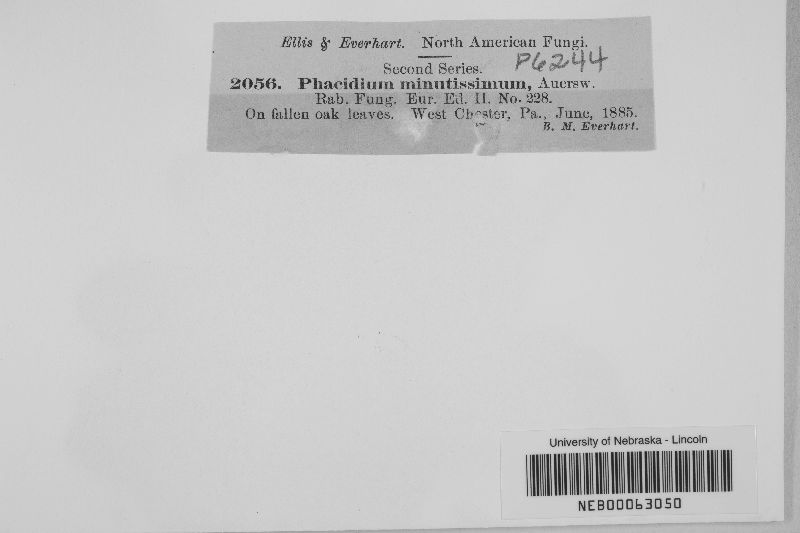 Ellis & Everhart. North American Fungi.
P6244
Second Series.
2056. Phacidium minutissimum, Auersw.
Rab. Fung. Eur. Ed. II. No. 228.
On fallen oak leaves. West Chester, Pa., June, 1885.
B. M. Everhart.
University of Nebraska - Lincoln
NEB00063050